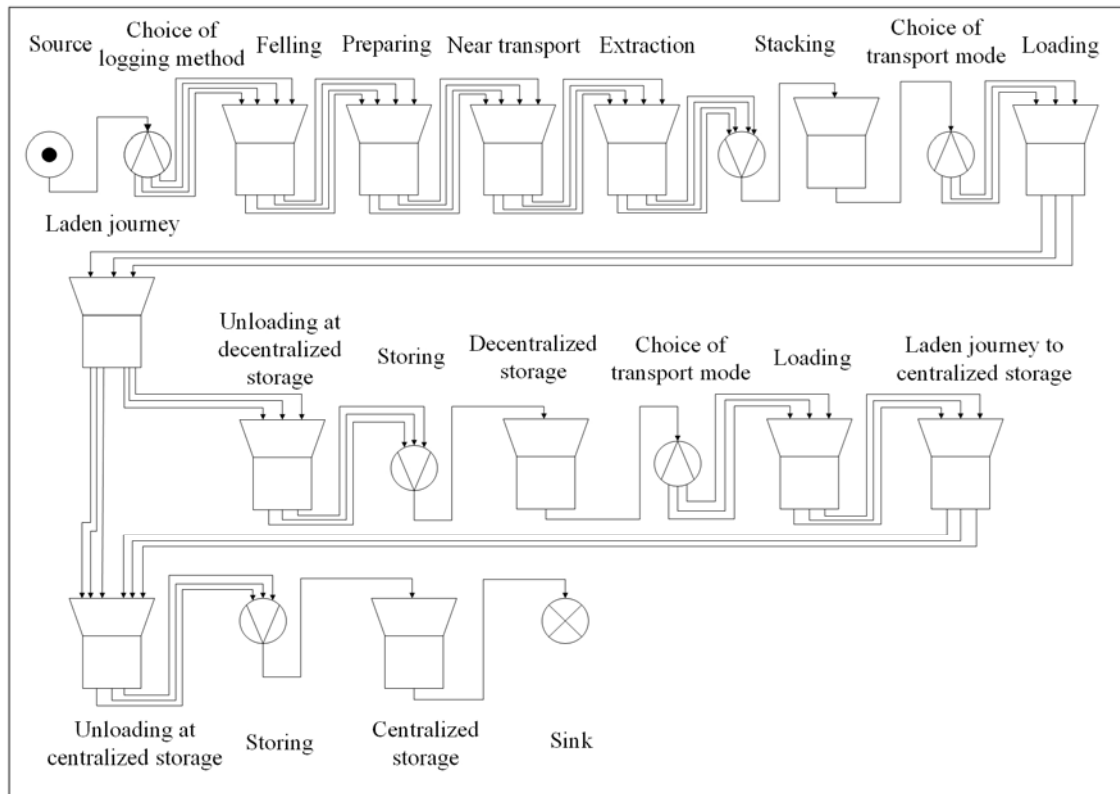 Source
Choice of
logging method
Felling
Preparing
Near transport
Extraction
Stacking
Choice of
transport mode
Loading
Laden journey
Unloading at
decentralized
storage
Storing
Decentralized
storage
Choice of
transport mode
Loading
Laden journey to
centralized storage
Unloading at
centralized storage
Storing
Centralized
storage
Sink